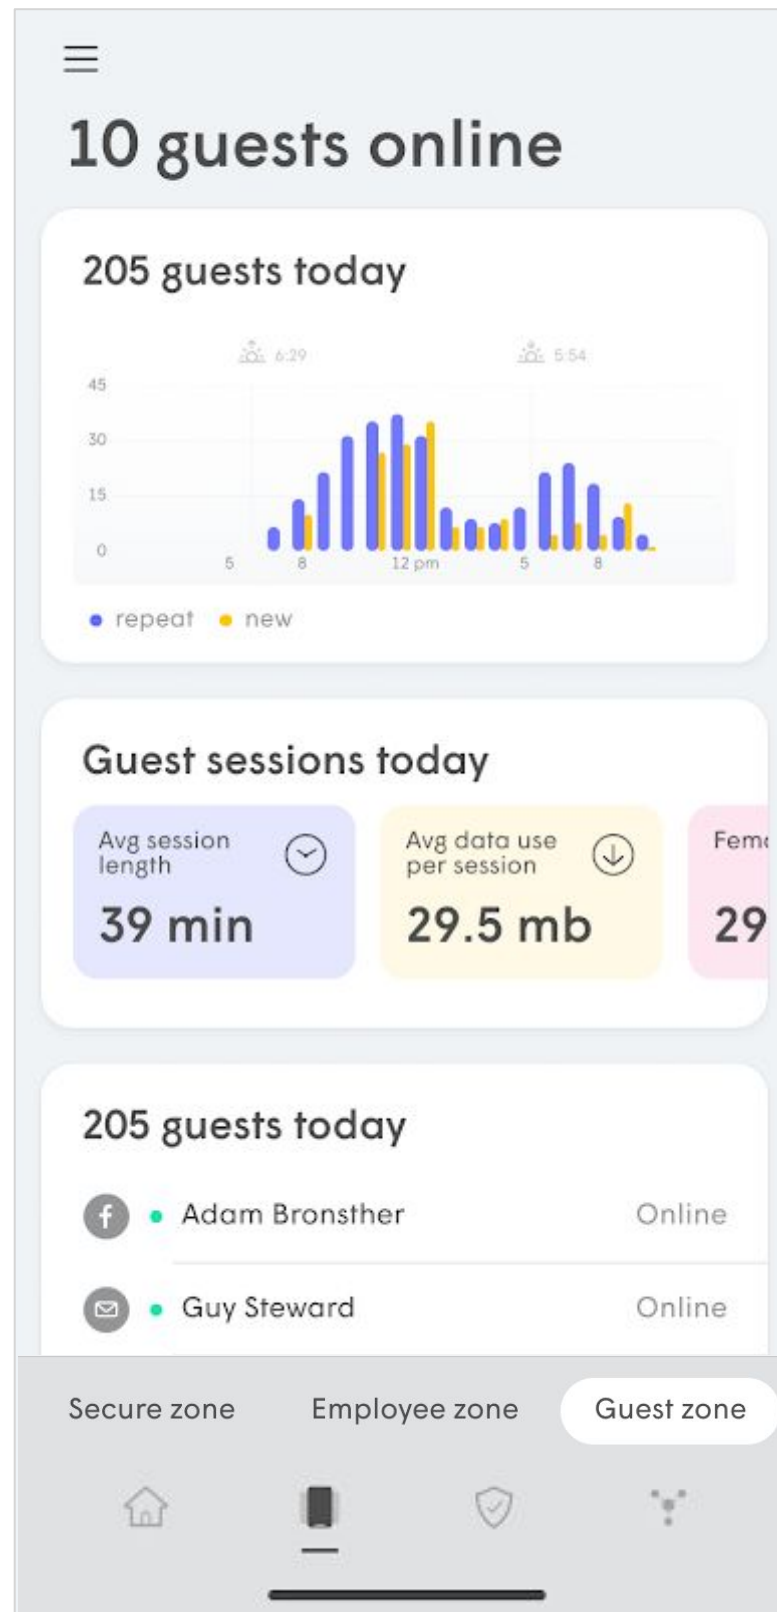 10 guests online
205 guests today
6:29 5:54
45
30
15
0
5 8 12 pm 5 8
repeat new
Guest sessions today
Avg session length
39 min
Avg data use per session
29.5 mb
29
205 guests today
Adam Bronsther Online
Guy Steward Online
Secure zone Employee zone Guest zone